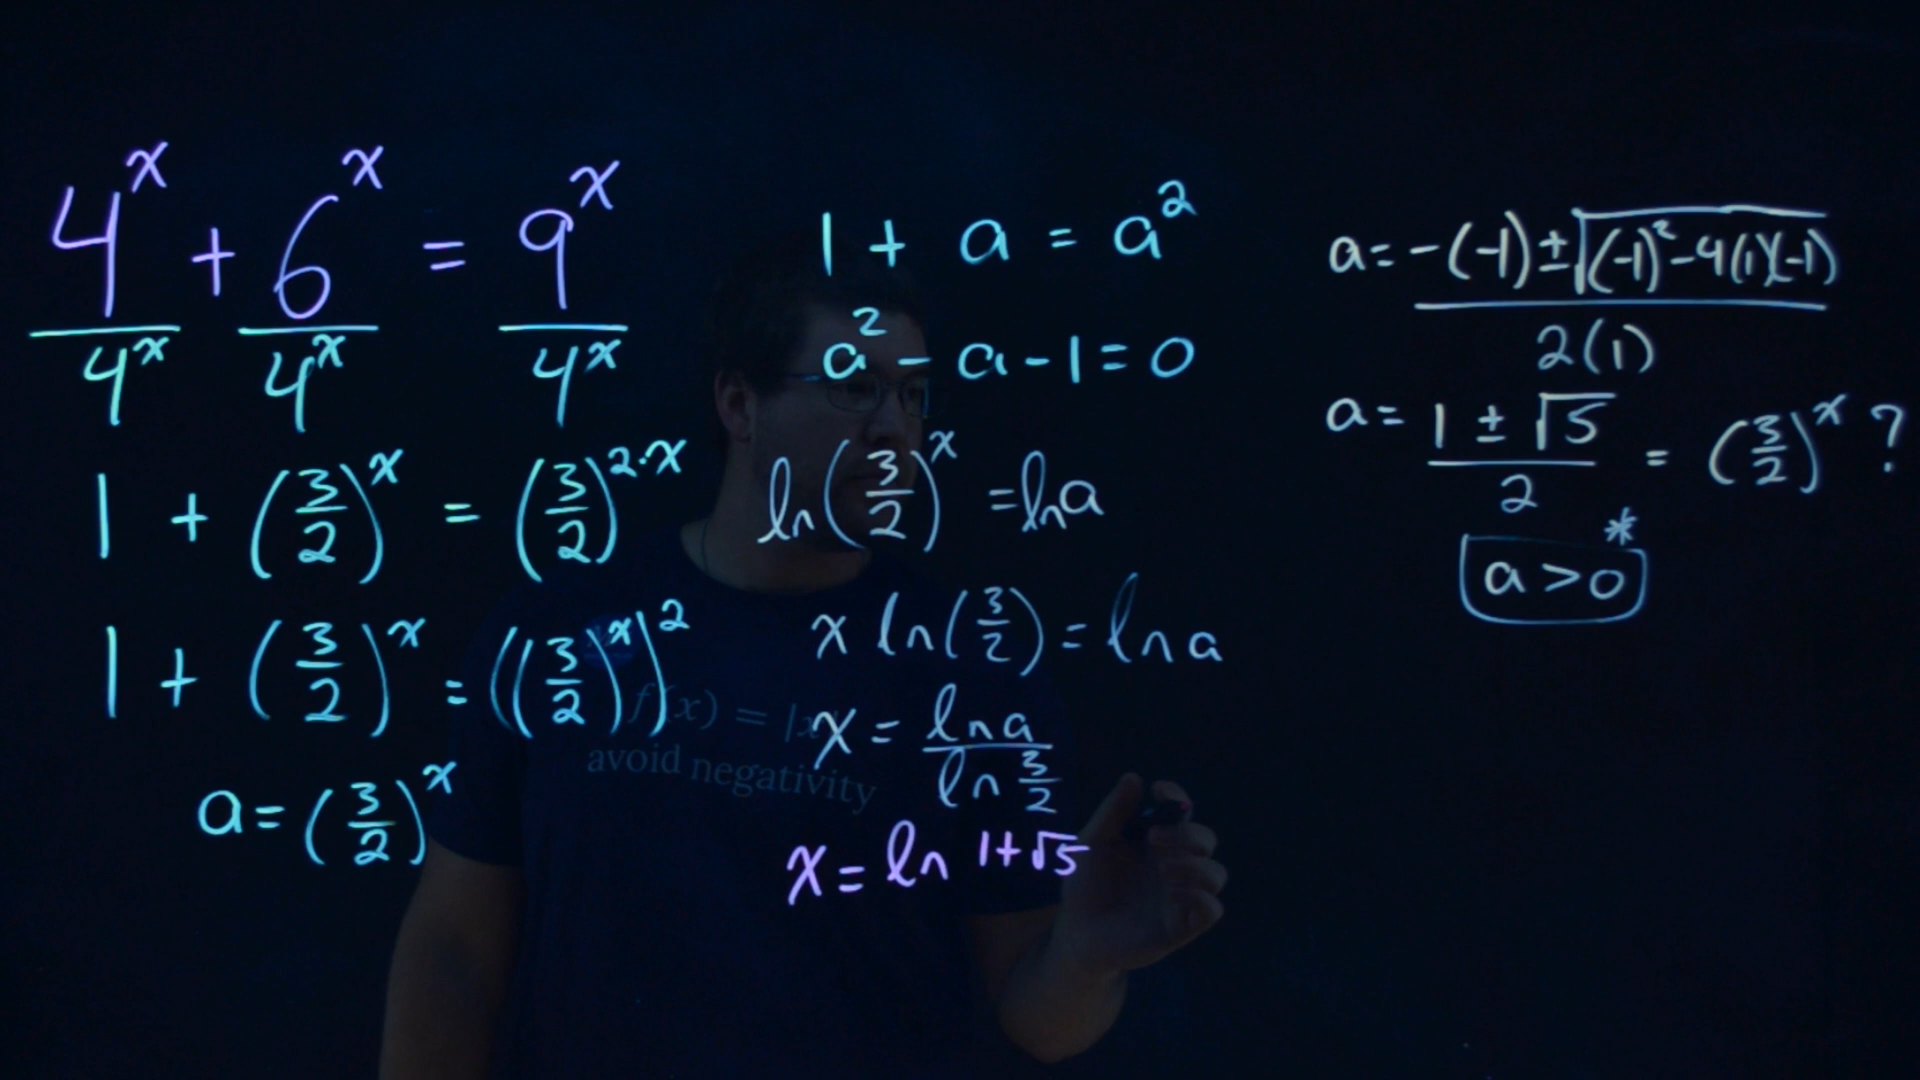 4^x + 6^x = 9^x
4^x 4^x 4^x
1 + (3/2)^x = (3/2)^2·x
1 + (3/2)^x = ((3/2)^x)^2
a = (3/2)^x
1 + a = a^2
a^2 - a - 1 = 0
ln(3/2)^x = ln a
x ln(3/2) = ln a
x = ln a / ln 3/2
x = ln 1+√5
a = -(-1) ± √(-1)^2 - 4(1)(-1)
2(1)
a = 1 ± √5 / 2 = (3/2)^x ?
a > 0 *
f(x) = |x
avoid negativity